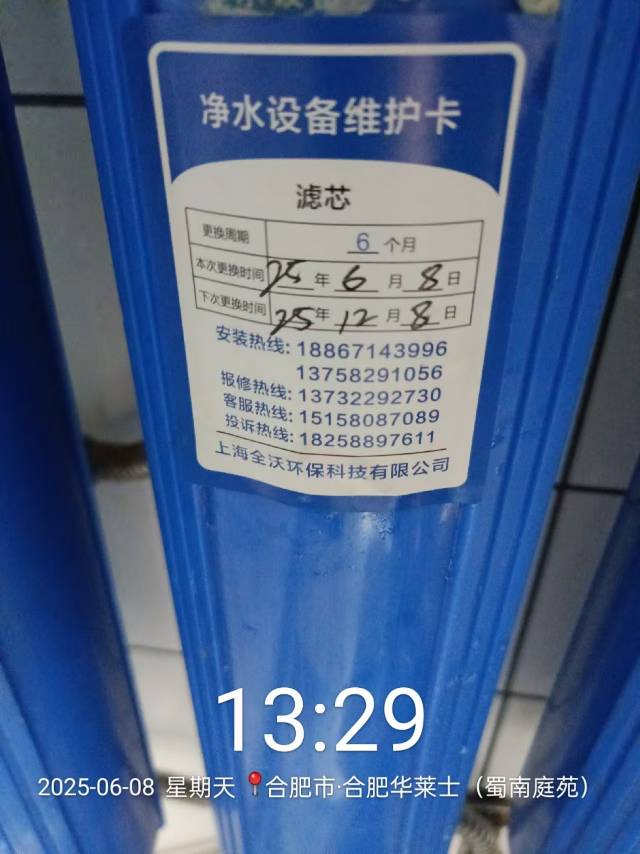 净水设备维护卡
滤芯
更换周期 6 个月
本次更换时间 25 年 6 月 8 日
下次更换时间 25 年 12 月 8 日
安装热线: 18867143996
13758291056
报修热线: 13732292730
客服热线: 15158087089
投诉热线: 18258897611
上海全沃环保科技有限公司
13:29
2025-06-08 星期天 📍合肥市·合肥华莱士（蜀南庭苑）